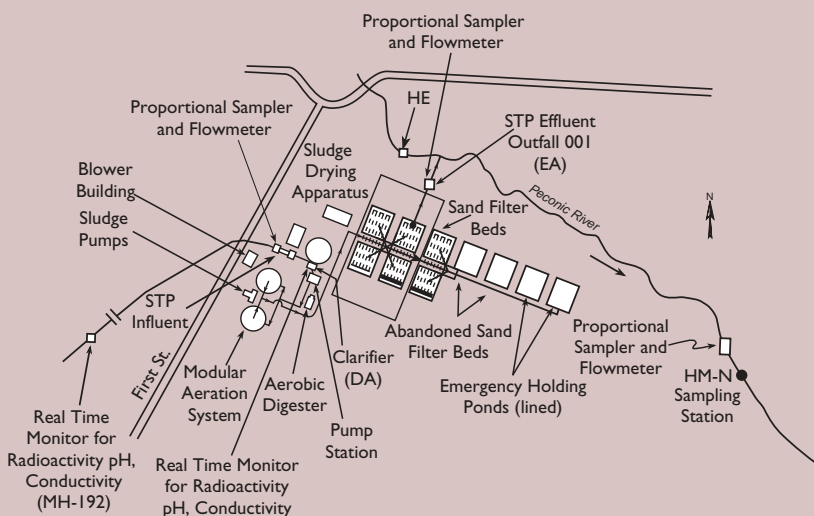 Proportional Sampler
and Flowmeter
HE
STP Effluent
Outfall 001
(EA)
Proportional Sampler
and Flowmeter
Sludge
Drying
Apparatus
Blower
Building
Sludge
Pumps
Sand Filter
Beds
Peconic River
N
STP
Influent
First St.
Modular
Aeration
System
Aerobic
Digester
Clarifier
(DA)
Pump
Station
Abandoned Sand
Filter Beds
Emergency Holding
Ponds (lined)
Proportional
Sampler and
Flowmeter
HM-N
Sampling
Station
Real Time
Monitor for
Radioactivity pH,
Conductivity
(MH-192)
Real Time Monitor
for Radioactivity
pH, Conductivity